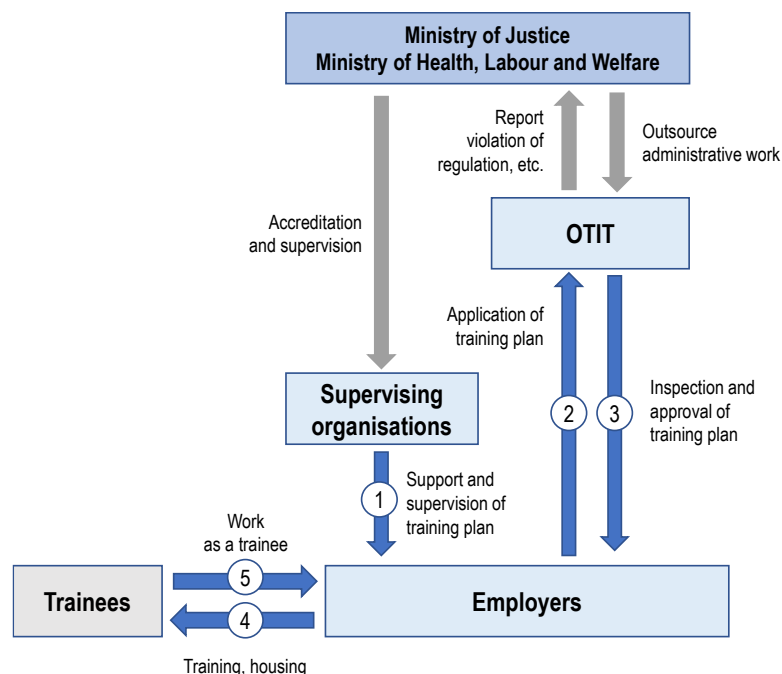 Ministry of Justice
Ministry of Health, Labour and Welfare
Report
violation of
regulation, etc.
Outsource
administrative work
Accreditation
and supervision
OTIT
Application of
training plan
Supervising
organisations
2
3
Inspection and
approval of
training plan
1
Support and
supervision of
training plan
Work
as a trainee
5
Trainees
Employers
4
Training, housing